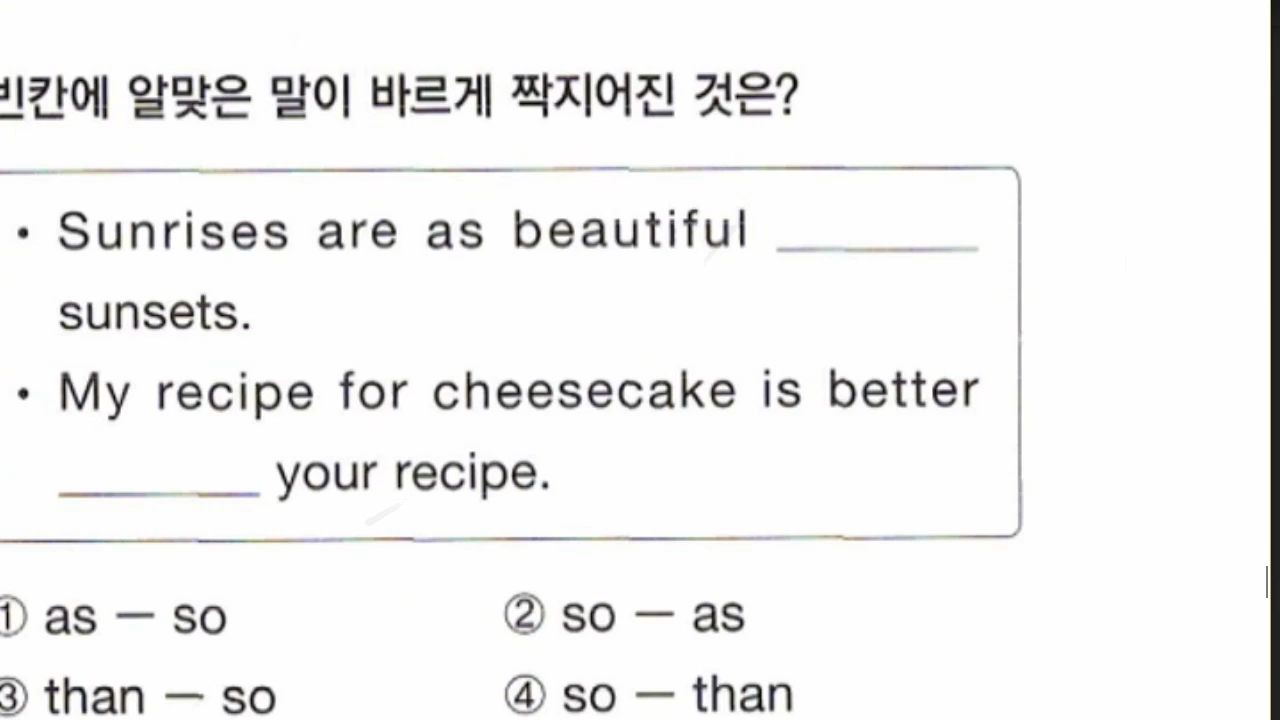 빈칸에 알맞은 말이 바르게 짝지어진 것은?
• Sunrises are as beautiful ______
sunsets.
• My recipe for cheesecake is better
______ your recipe.
① as — so
② so — as
③ than — so
④ so — than